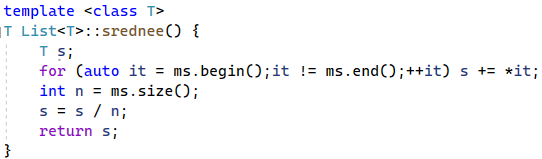 template <class T>
T List<T>::srednee() {
T s;
for (auto it = ms.begin();it != ms.end();++it) s += *it;
int n = ms.size();
s = s / n;
return s;
}